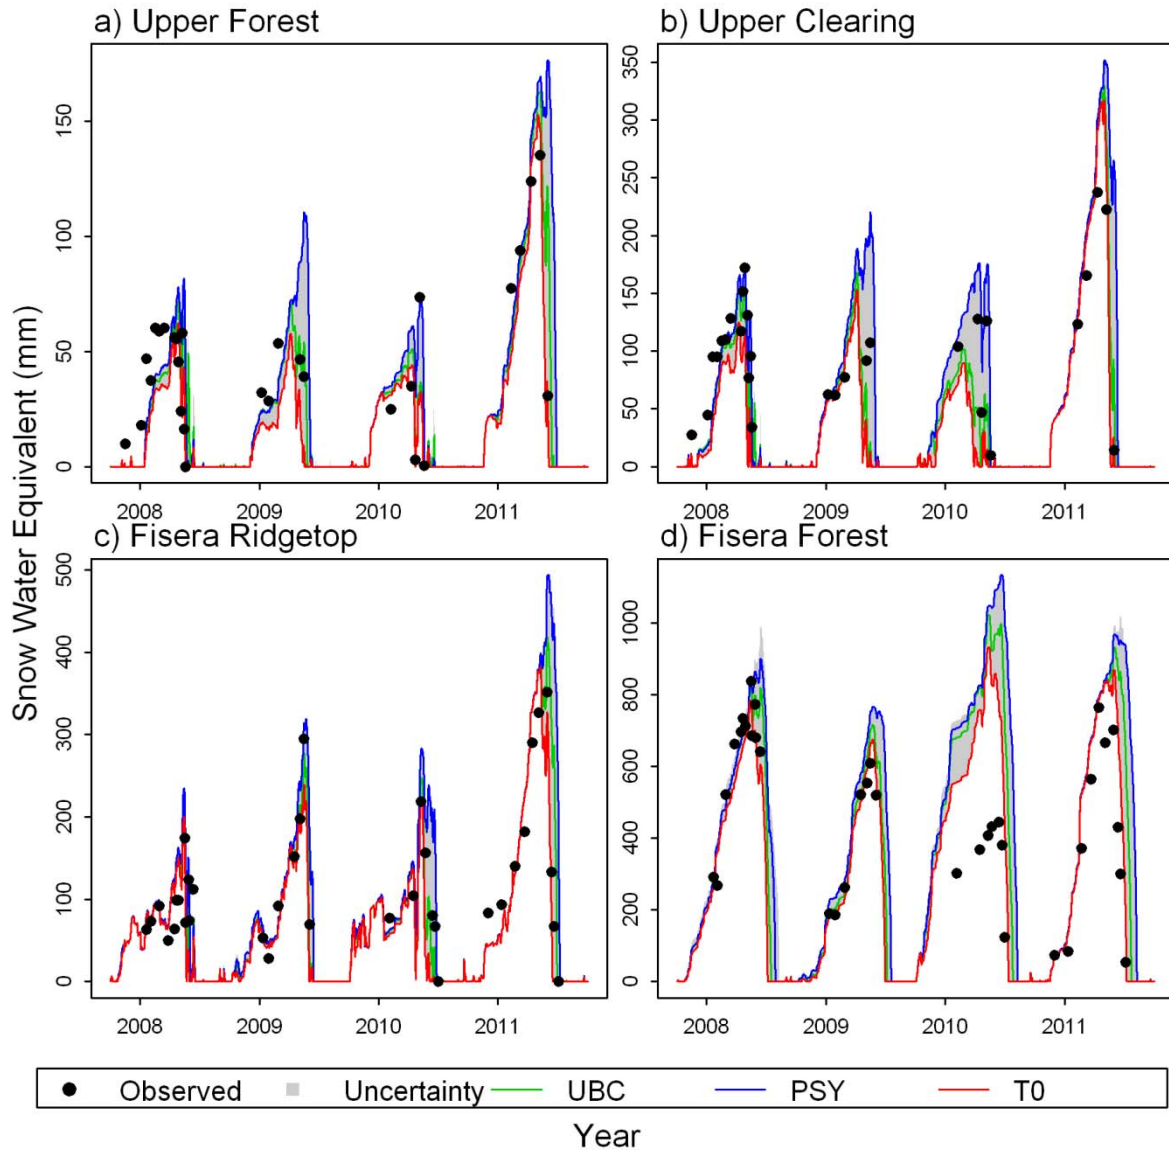 a) Upper Forest
b) Upper Clearing
Snow Water Equivalent (mm)
0 50 100 150
2008 2009 2010 2011
0 50 100 150 200 250 300 350
2008 2009 2010 2011
c) Fisera Ridgetop
d) Fisera Forest
0 100 200 300 400 500
2008 2009 2010 2011
0 200 400 600 800 1000
2008 2009 2010 2011
Observed Uncertainty UBC PSY T0
Year